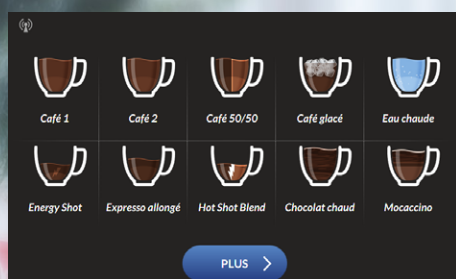 Café 1
Café 2
Café 50/50
Café glacé
Eau chaude
Energy Shot
Expresso allongé
Hot Shot Blend
Chocolat chaud
Mocaccino
PLUS